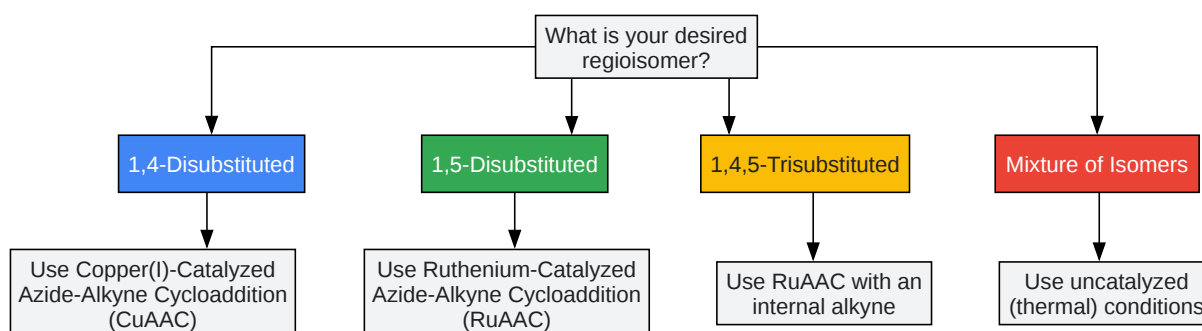 What is your desired
regioisomer?
1,4-Disubstituted
1,5-Disubstituted
1,4,5-Trisubstituted
Mixture of Isomers
Use Copper(I)-Catalyzed
Azide-Alkyne Cycloaddition
(CuAAC)
Use Ruthenium-Catalyzed
Azide-Alkyne Cycloaddition
(RuAAC)
Use RuAAC with an
internal alkyne
Use uncatalyzed
(thermal) conditions